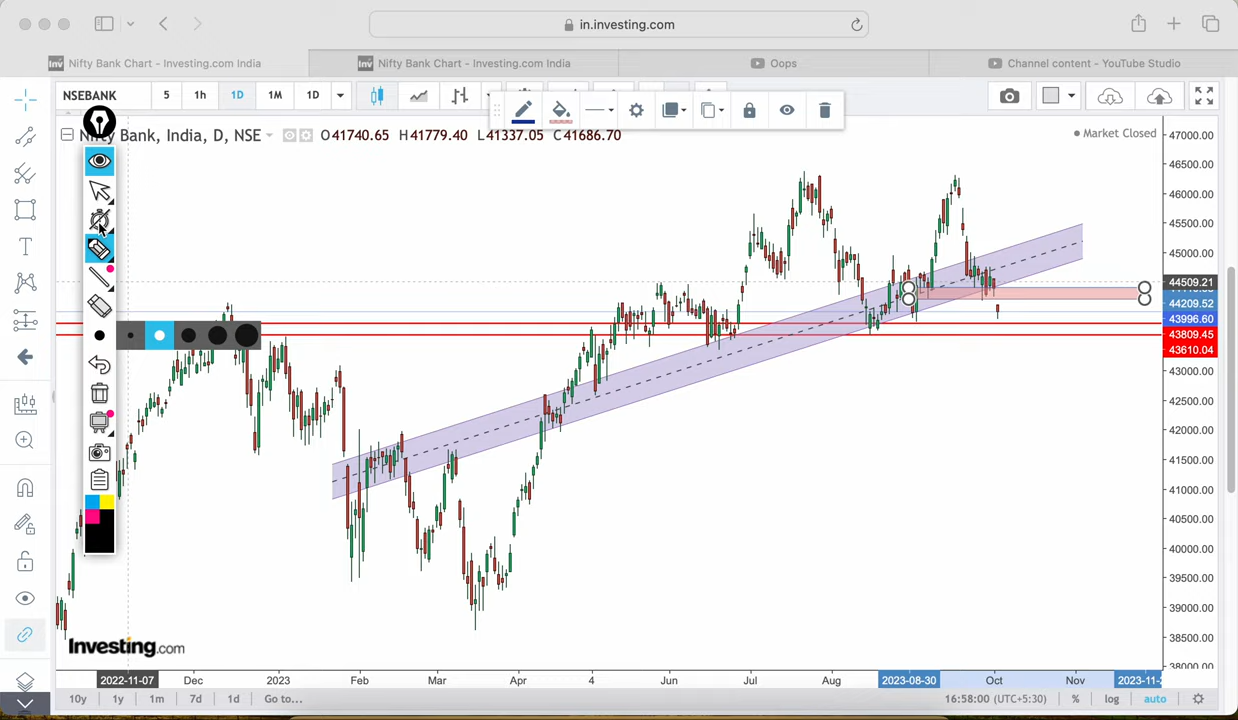 in.investing.com
Nifty Bank Chart - Investing.com India
Nifty Bank Chart - Investing.com India
Oops
Channel content - YouTube Studio
NSEBANK 5 1h 1D 1M 1D
Nifty Bank, India, D, NSE O41740.65 H41779.40 L41337.05 C41686.70
Market Closed
47000.00
46500.00
46000.00
45500.00
45000.00
44509.21
44209.52
43996.60
43809.45
43610.04
43000.00
42500.00
42000.00
41500.00
41000.00
40500.00
40000.00
39500.00
39000.00
38500.00
38000.00
Investing.com
2022-11-07 Dec 2023 Feb Mar Apr 4 Jun Jul Aug 2023-08-30 Oct Nov
10y 1y 1m 7d 1d Go to... 16:58:00 (UTC+5:30) % log auto